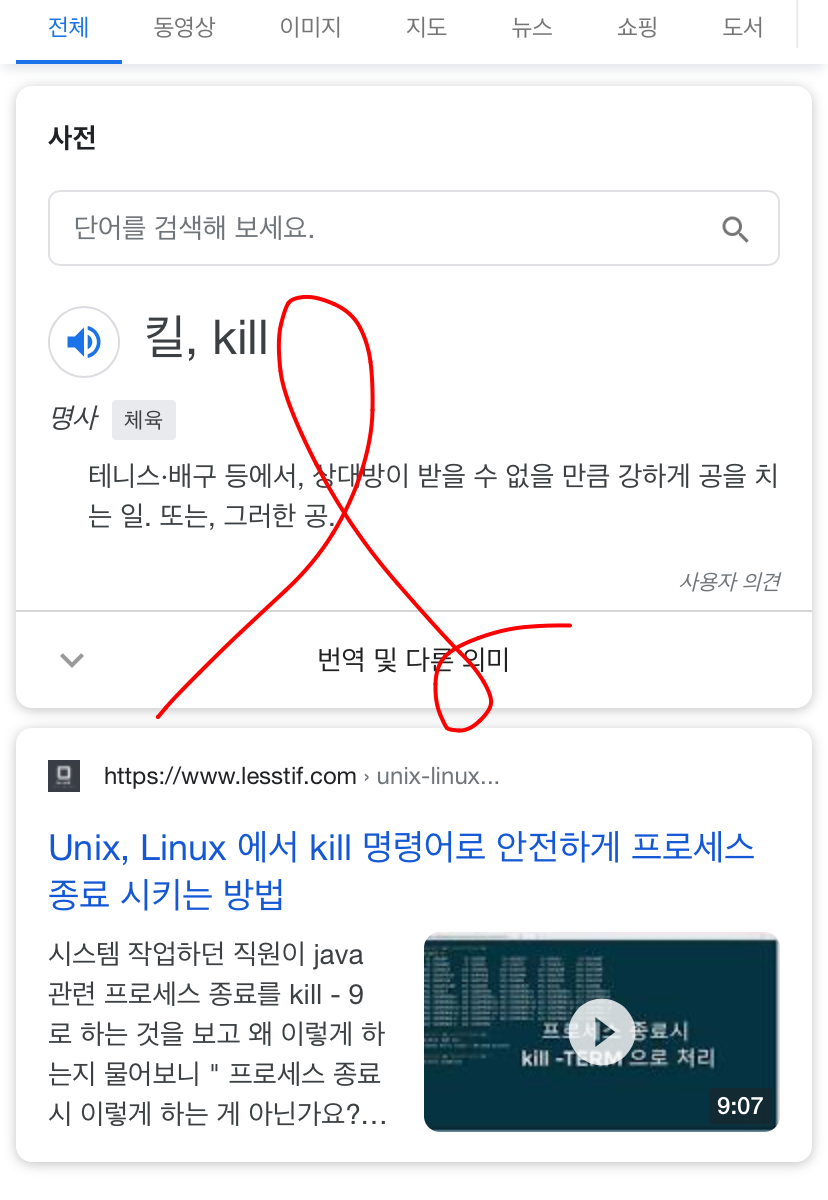 전체 동영상 이미지 지도 뉴스 쇼핑 도서
사전
단어를 검색해 보세요.
킬, kill
명사 체육
테니스·배구 등에서, 상대방이 받을 수 없을 만큼 강하게 공을 치
는 일. 또는, 그러한 공.
사용자 의견
번역 및 다른 의미
https://www.lesstif.com › unix-linux...
Unix, Linux 에서 kill 명령어로 안전하게 프로세스
종료 시키는 방법
시스템 작업하던 직원이 java
관련 프로세스 종료를 kill - 9
로 하는 것을 보고 왜 이렇게 하
는지 물어보니 " 프로세스 종료
시 이렇게 하는 게 아닌가요?...
프로세스 종료시
kill -TERM 으로 처리
9:07